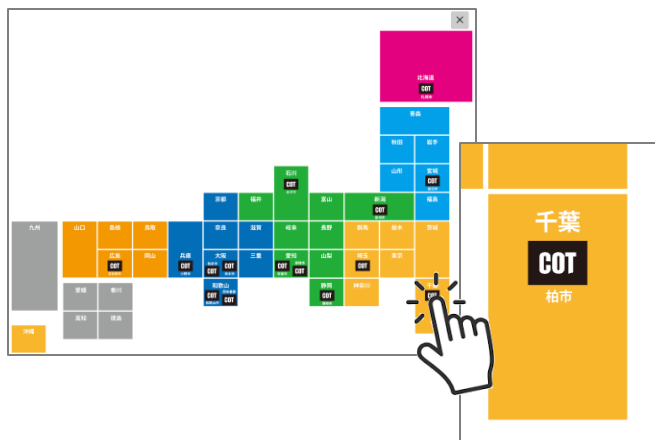 ×
北海道
COT
札幌市
青森
秋田
岩手
山形
宮城
COT
石川
COT
京都
福井
富山
新潟
COT
福島
九州
山口
島根
鳥取
兵庫
COT
奈良
滋賀
岐阜
長野
群馬
栃木
茨城
広島
COT
岡山
大阪
COT
COT
三重
愛知
COT
COT
山梨
埼玉
COT
東京
愛媛
香川
和歌山
COT
COT
静岡
COT
神奈川
高知
徳島
沖縄
千葉
COT
柏市